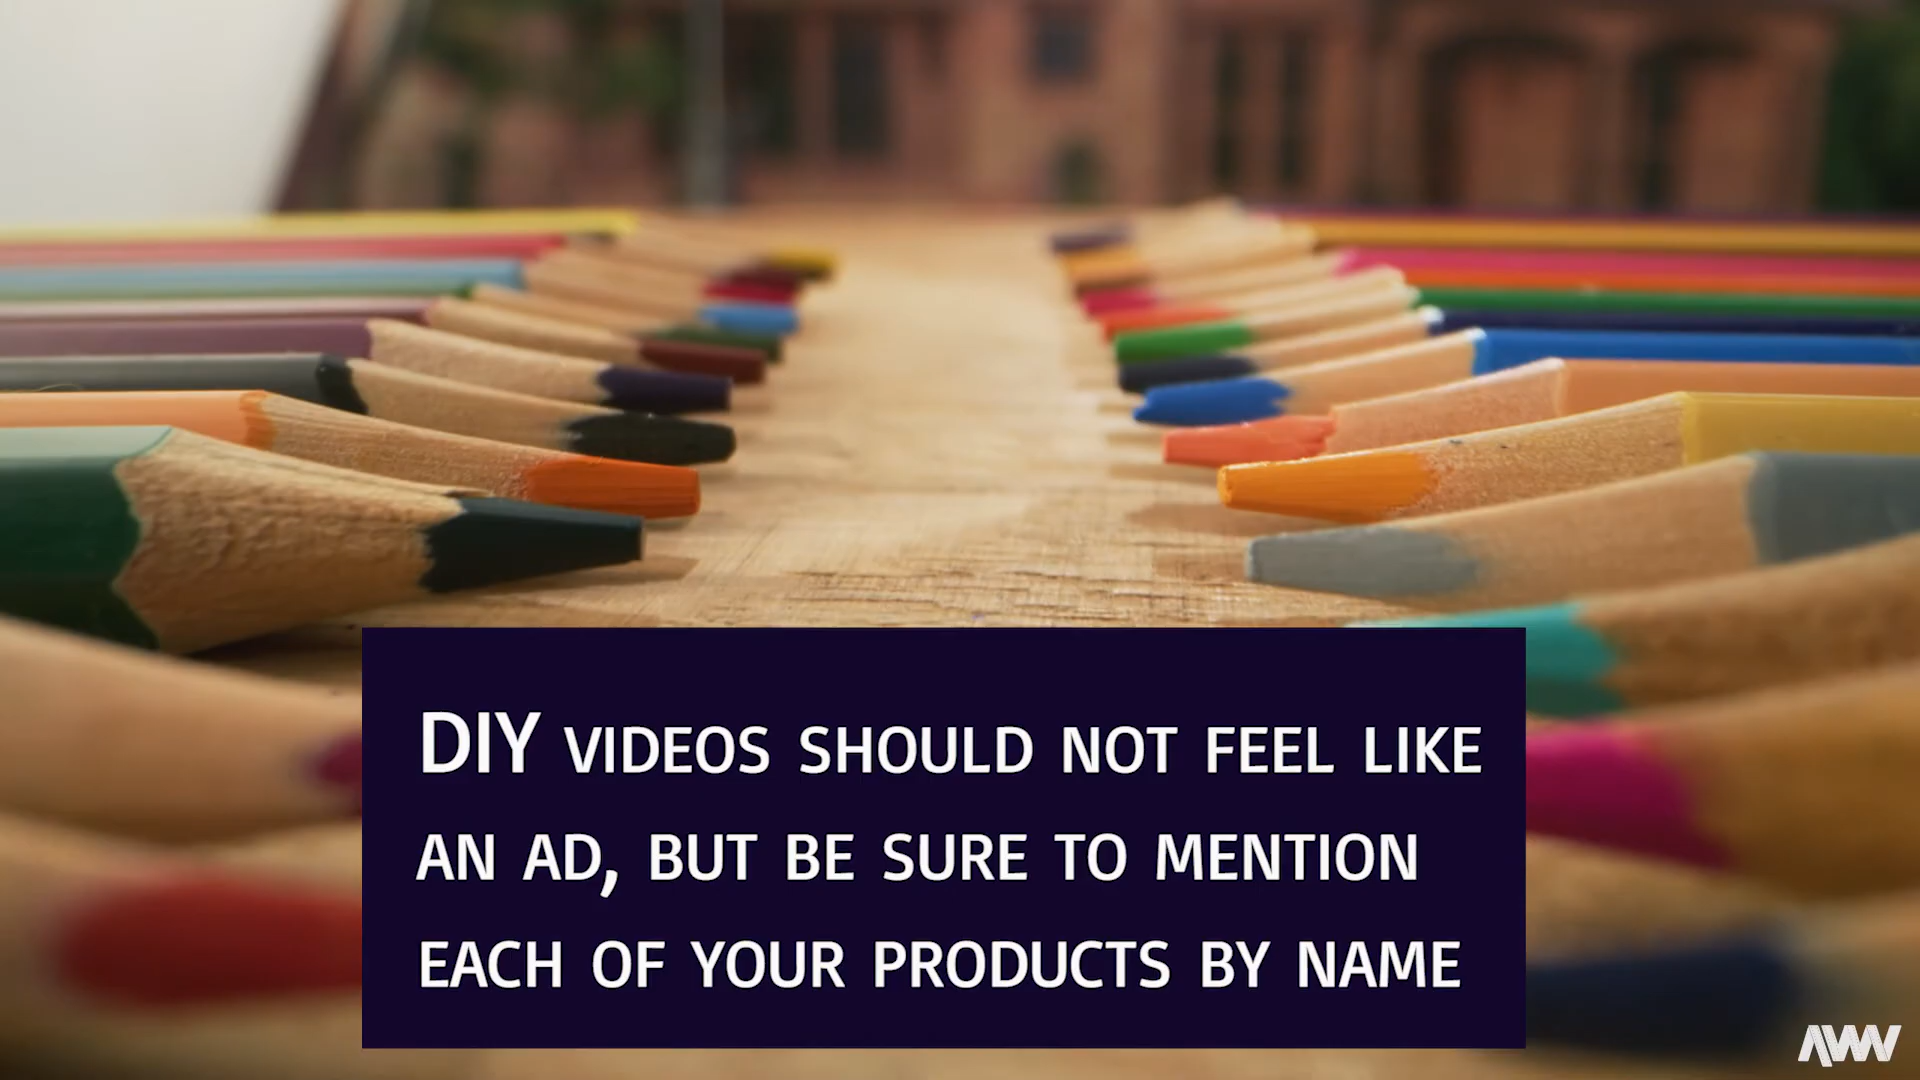 DIY VIDEOS SHOULD NOT FEEL LIKE
AN AD, BUT BE SURE TO MENTION
EACH OF YOUR PRODUCTS BY NAME